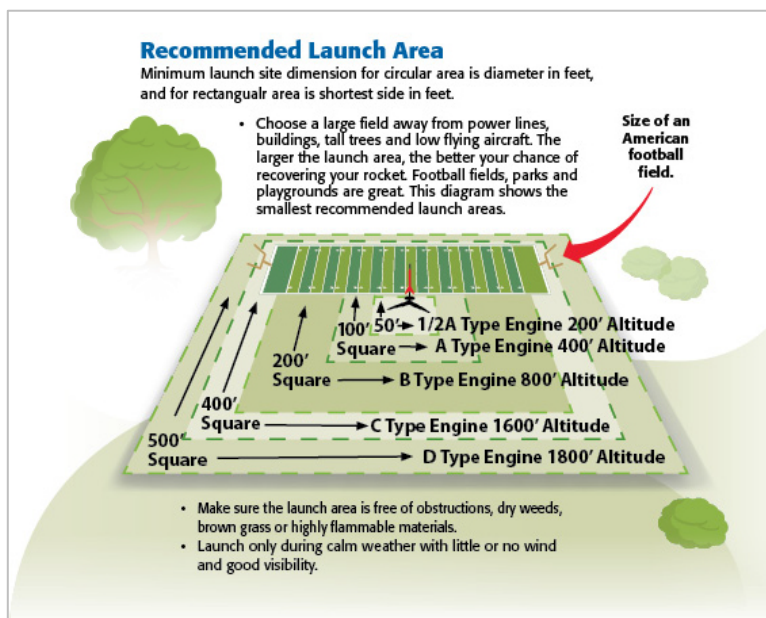 Recommended Launch Area
Minimum launch site dimension for circular area is diameter in feet,
and for rectangualr area is shortest side in feet.
• Choose a large field away from power lines,
buildings, tall trees and low flying aircraft. The
larger the launch area, the better your chance of
recovering your rocket. Football fields, parks and
playgrounds are great. This diagram shows the
smallest recommended launch areas.
Size of an
American
football
field.
50' 1/2A Type Engine 200' Altitude
100'
Square A Type Engine 400' Altitude
200'
Square B Type Engine 800' Altitude
400'
Square C Type Engine 1600' Altitude
500'
Square D Type Engine 1800' Altitude
• Make sure the launch area is free of obstructions, dry weeds,
brown grass or highly flammable materials.
• Launch only during calm weather with little or no wind
and good visibility.